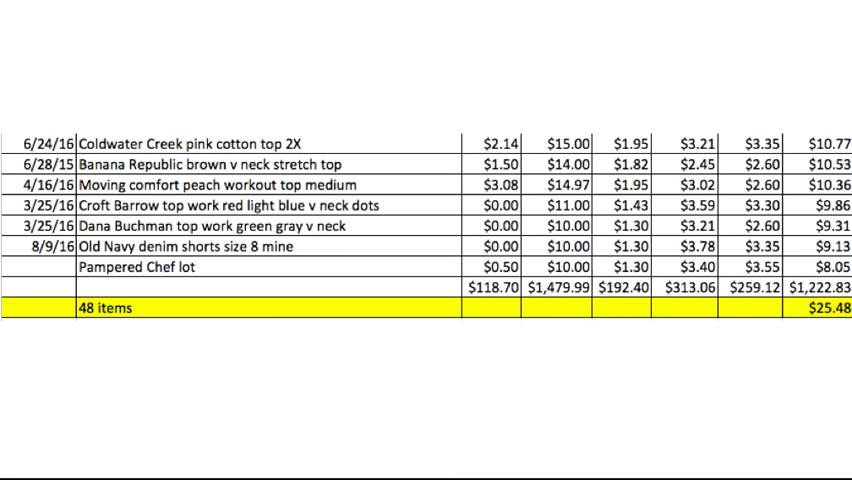 6/24/16 Coldwater Creek pink cotton top 2X $2.14 $15.00 $1.95 $3.21 $3.35 $10.77
6/28/15 Banana Republic brown v neck stretch top $1.50 $14.00 $1.82 $2.45 $2.60 $10.53
4/16/16 Moving comfort peach workout top medium $3.08 $14.97 $1.95 $3.02 $2.60 $10.36
3/25/16 Croft Barrow top work red light blue v neck dots $0.00 $11.00 $1.43 $3.59 $3.30 $9.86
3/25/16 Dana Buchman top work green gray v neck $0.00 $10.00 $1.30 $3.21 $2.60 $9.31
8/9/16 Old Navy denim shorts size 8 mine $0.00 $10.00 $1.30 $3.78 $3.35 $9.13
Pampered Chef lot $0.50 $10.00 $1.30 $3.40 $3.55 $8.05
$118.70 $1,479.99 $192.40 $313.06 $259.12 $1,222.83
48 items $25.48